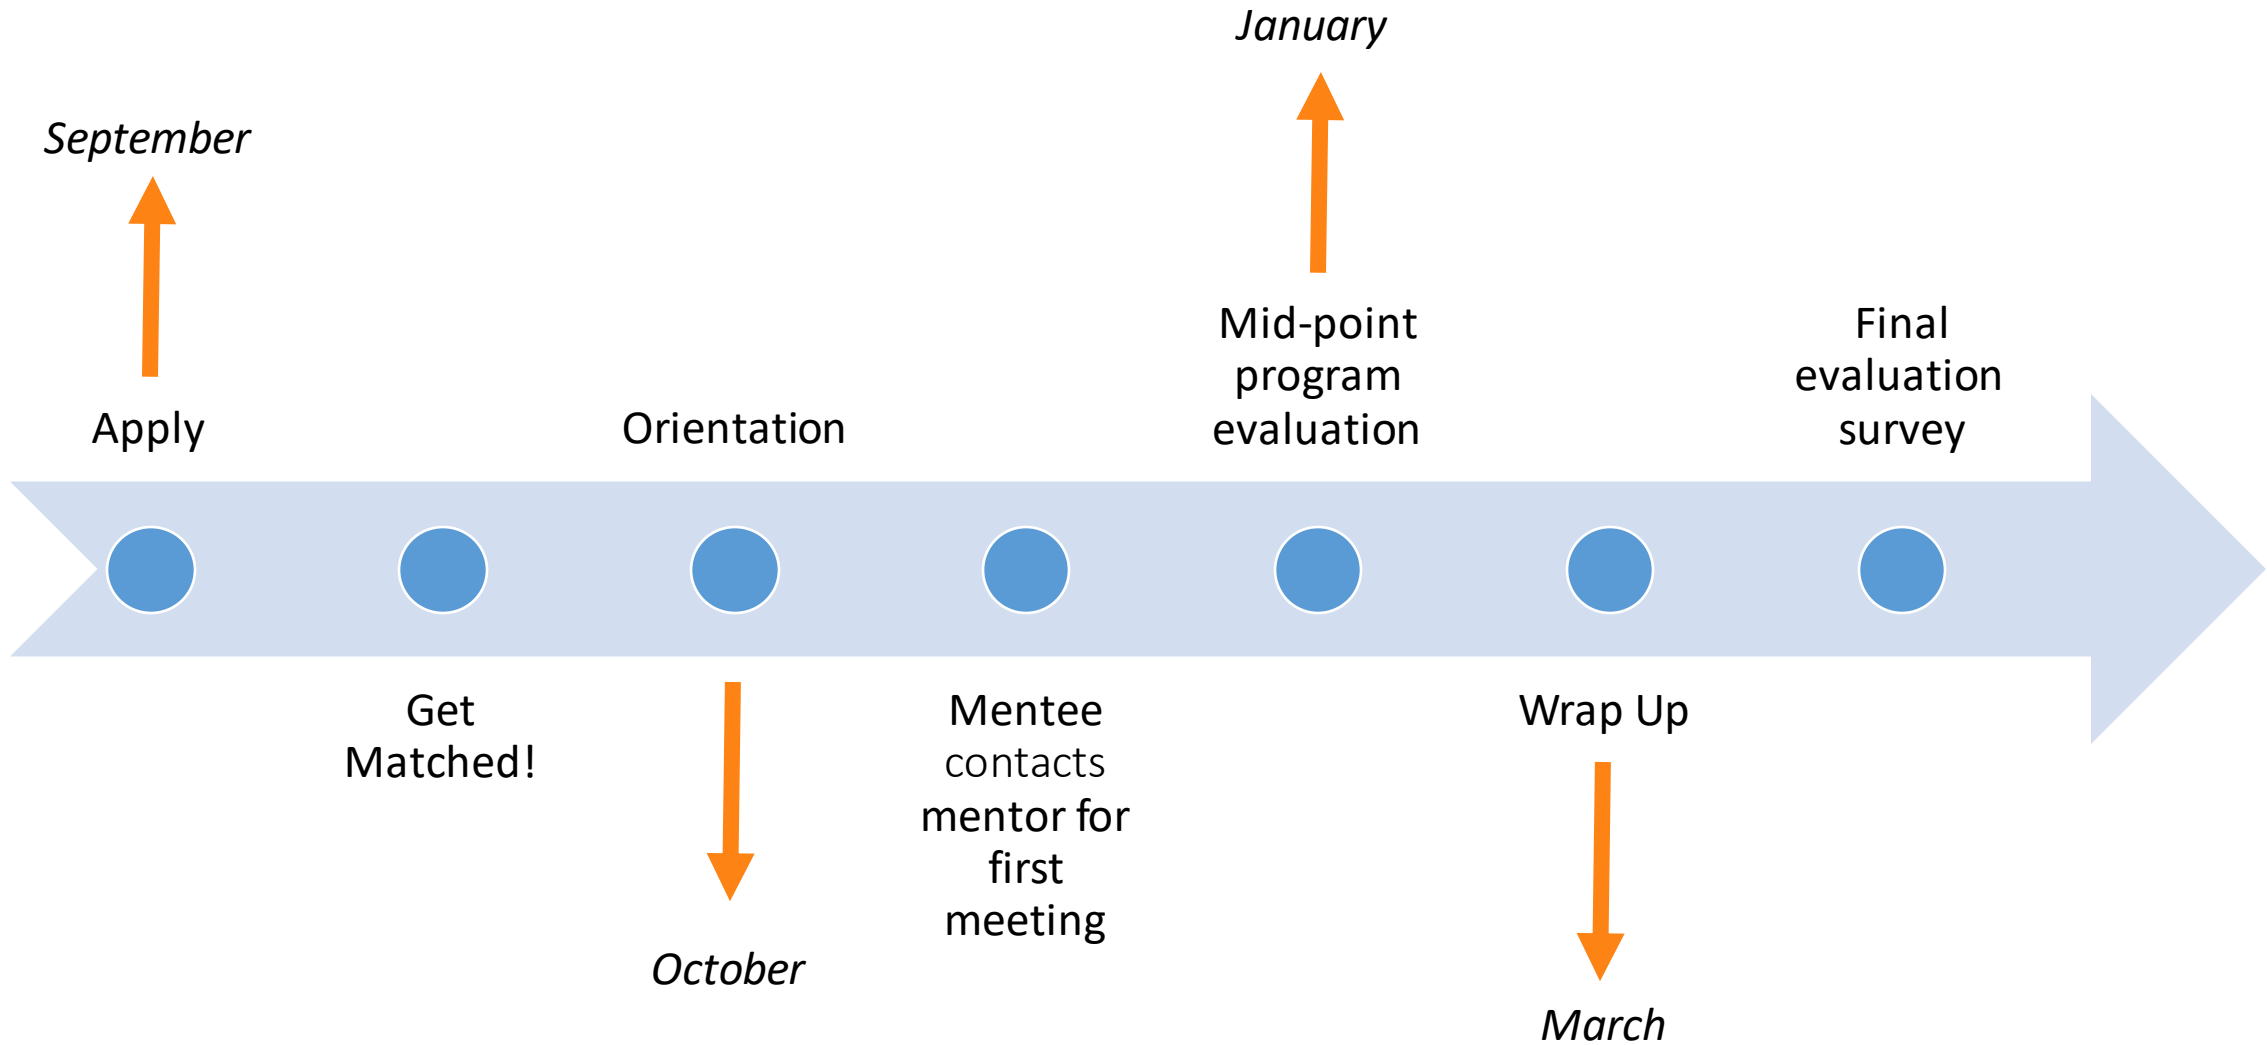 January
September
Mid-point
program
evaluation
Final
evaluation
survey
Apply
Orientation
Get
Matched!
Mentee
contacts
mentor for
first
meeting
Wrap Up
October
March